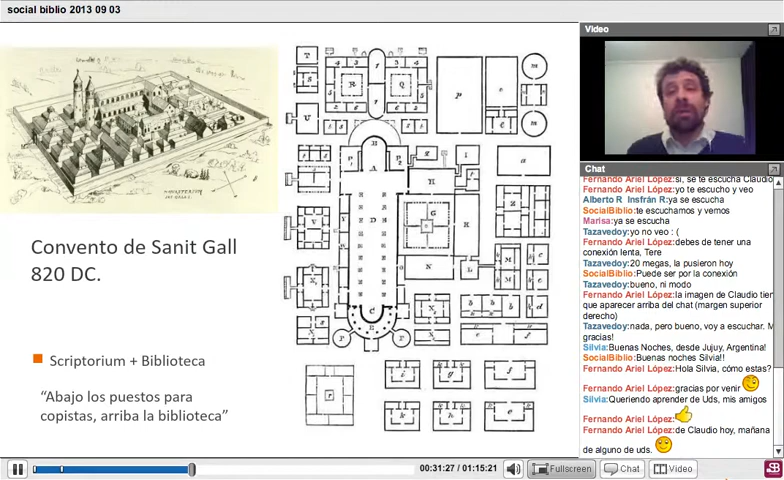 social biblio 2013 09 03
Convento de Sanit Gall
820 DC.
Scriptorium + Biblioteca
“Abajo los puestos para
copistas, arriba la biblioteca”
Video
Chat
Fernando Ariel López:si, se te escucha Claudio
Fernando Ariel López:yo te escucho y veo
Alberto R Insfrán R:ya se escucha
SocialBiblio:te escuchamos y vemos
Marisa:ya se escucha
Tazavedoy:yo no veo : (
Fernando Ariel López:debes de tener una
conexión lenta, Tere
Tazavedoy:20 megas, la pusieron hoy
SocialBiblio:Puede ser por la conexión
Tazavedoy:bueno, ni modo
Fernando Ariel López:la imagen de Claudio tien
que aparecer arriba del chat (margen superior
derecho)
Tazavedoy:nada, pero bueno, voy a escuchar. M
gracias!
Silvia:Buenas Noches, desde Jujuy, Argentina!
SocialBiblio:Buenas noches Silvia!!
Fernando Ariel López:Hola Silvia, cómo estas?
Fernando Ariel López:gracias por venir
Silvia:Queriendo aprender de Uds, mis amigos
Fernando Ariel López:
Fernando Ariel López:de Claudio hoy, mañana
de alguno de uds.
00:31:27 / 01:15:21
Fullscreen
Chat
Video